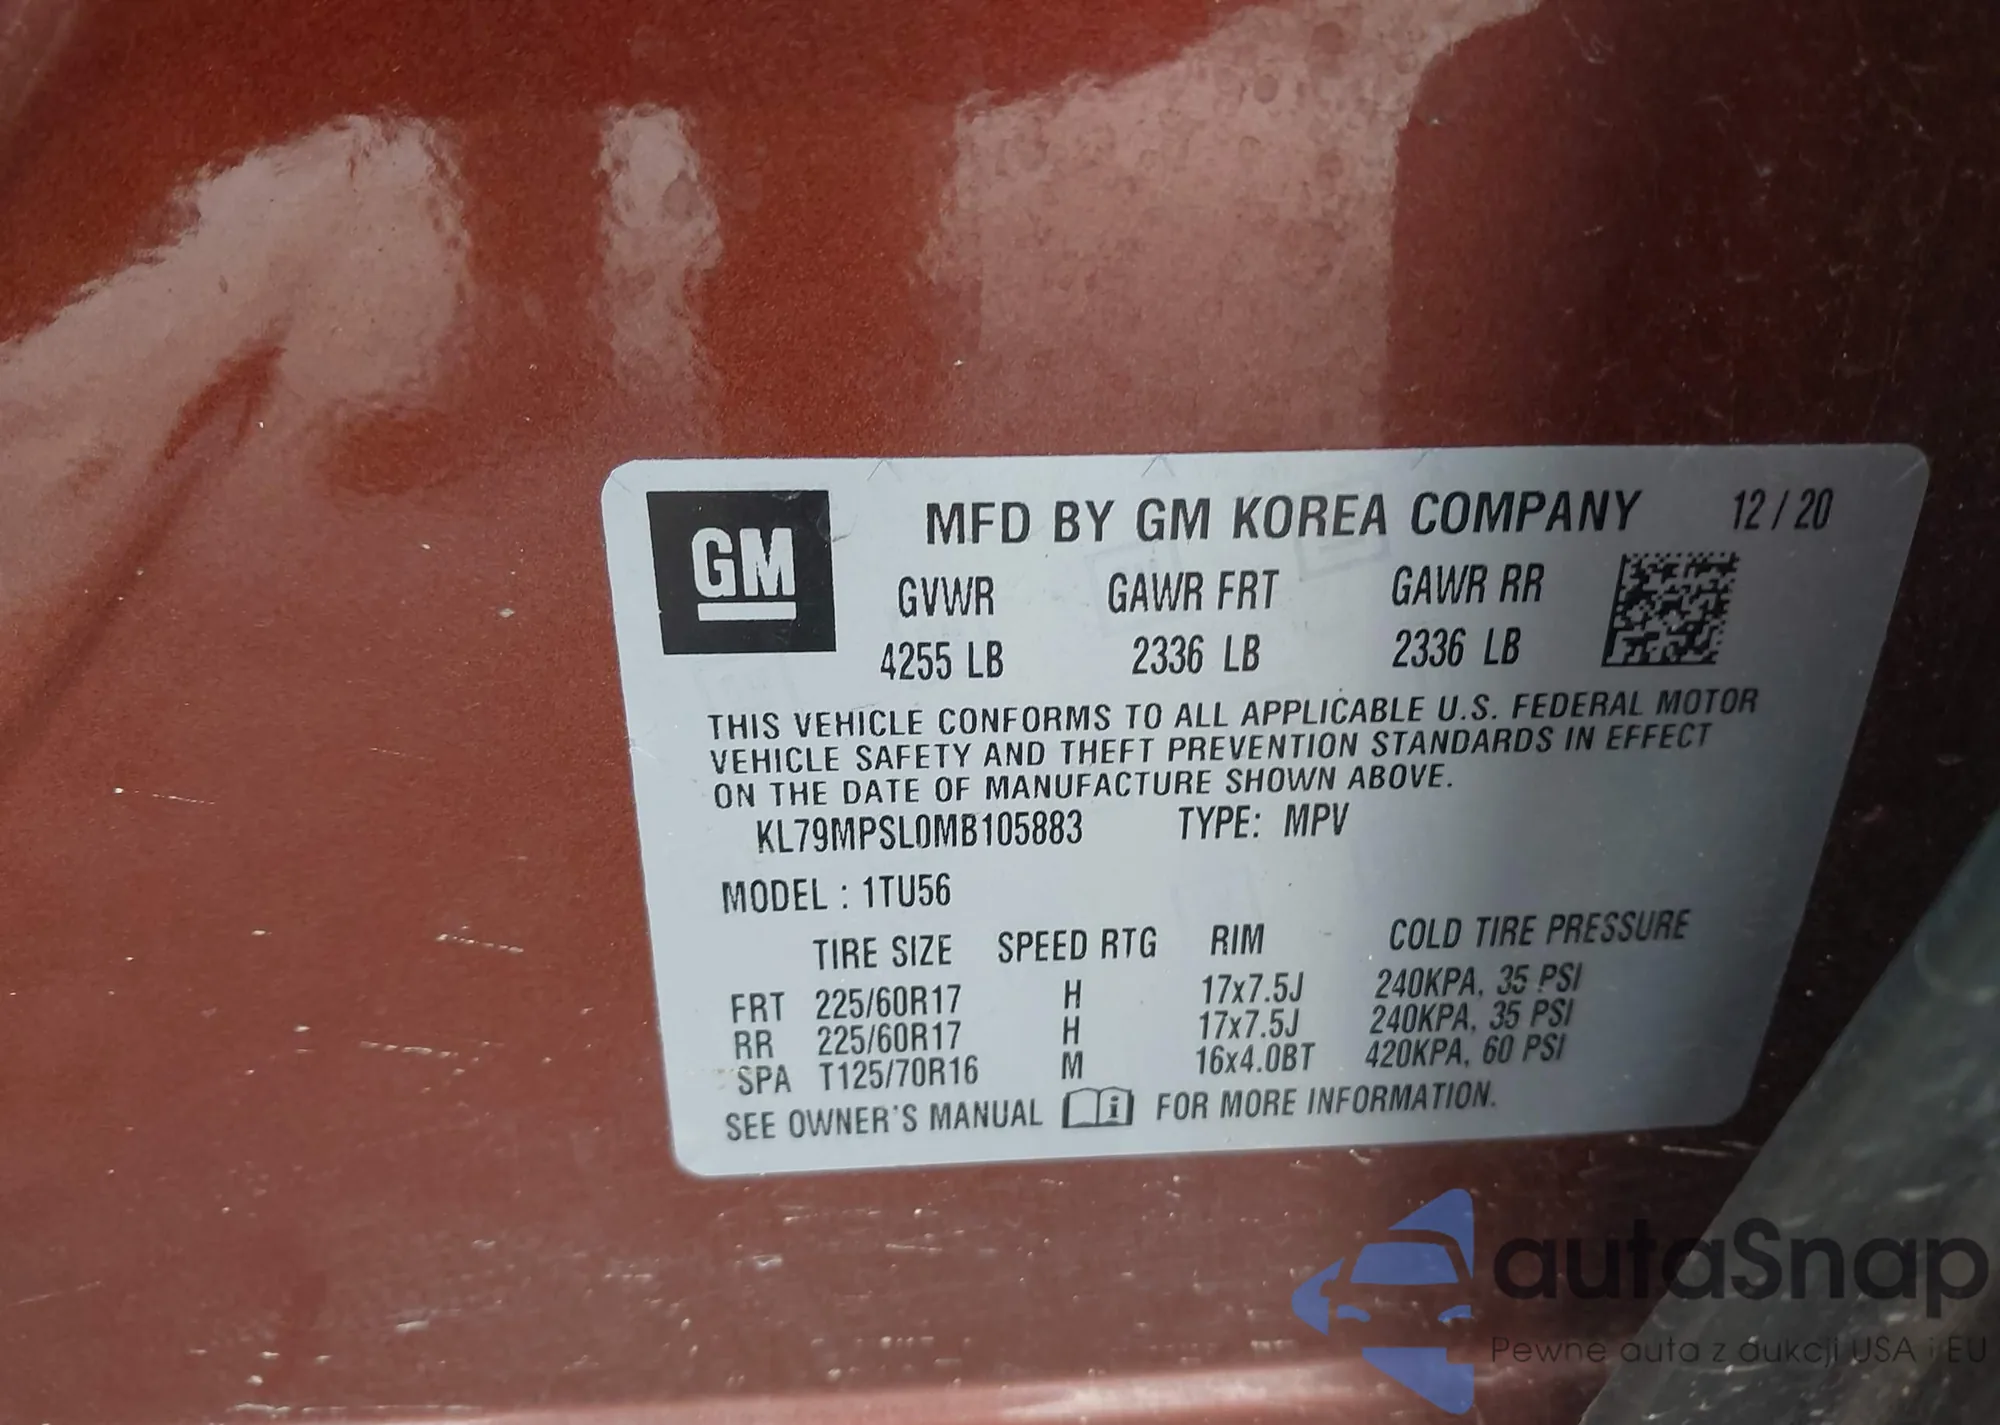 GM
MFD BY GM KOREA COMPANY 12 / 20
GVWR GAWR FRT GAWR RR
4255 LB 2336 LB 2336 LB
THIS VEHICLE CONFORMS TO ALL APPLICABLE U.S. FEDERAL MOTOR
VEHICLE SAFETY AND THEFT PREVENTION STANDARDS IN EFFECT
ON THE DATE OF MANUFACTURE SHOWN ABOVE.
KL79MPSL0MB105883 TYPE: MPV
MODEL : 1TU56
TIRE SIZE SPEED RTG RIM COLD TIRE PRESSURE
FRT 225/60R17 H 17x7.5J 240KPA, 35 PSI
RR 225/60R17 H 17x7.5J 240KPA, 35 PSI
SPA T125/70R16 M 16x4.0BT 420KPA, 60 PSI
SEE OWNER'S MANUAL i FOR MORE INFORMATION.
autaSnap
Pewne auta z aukcji USA i EU